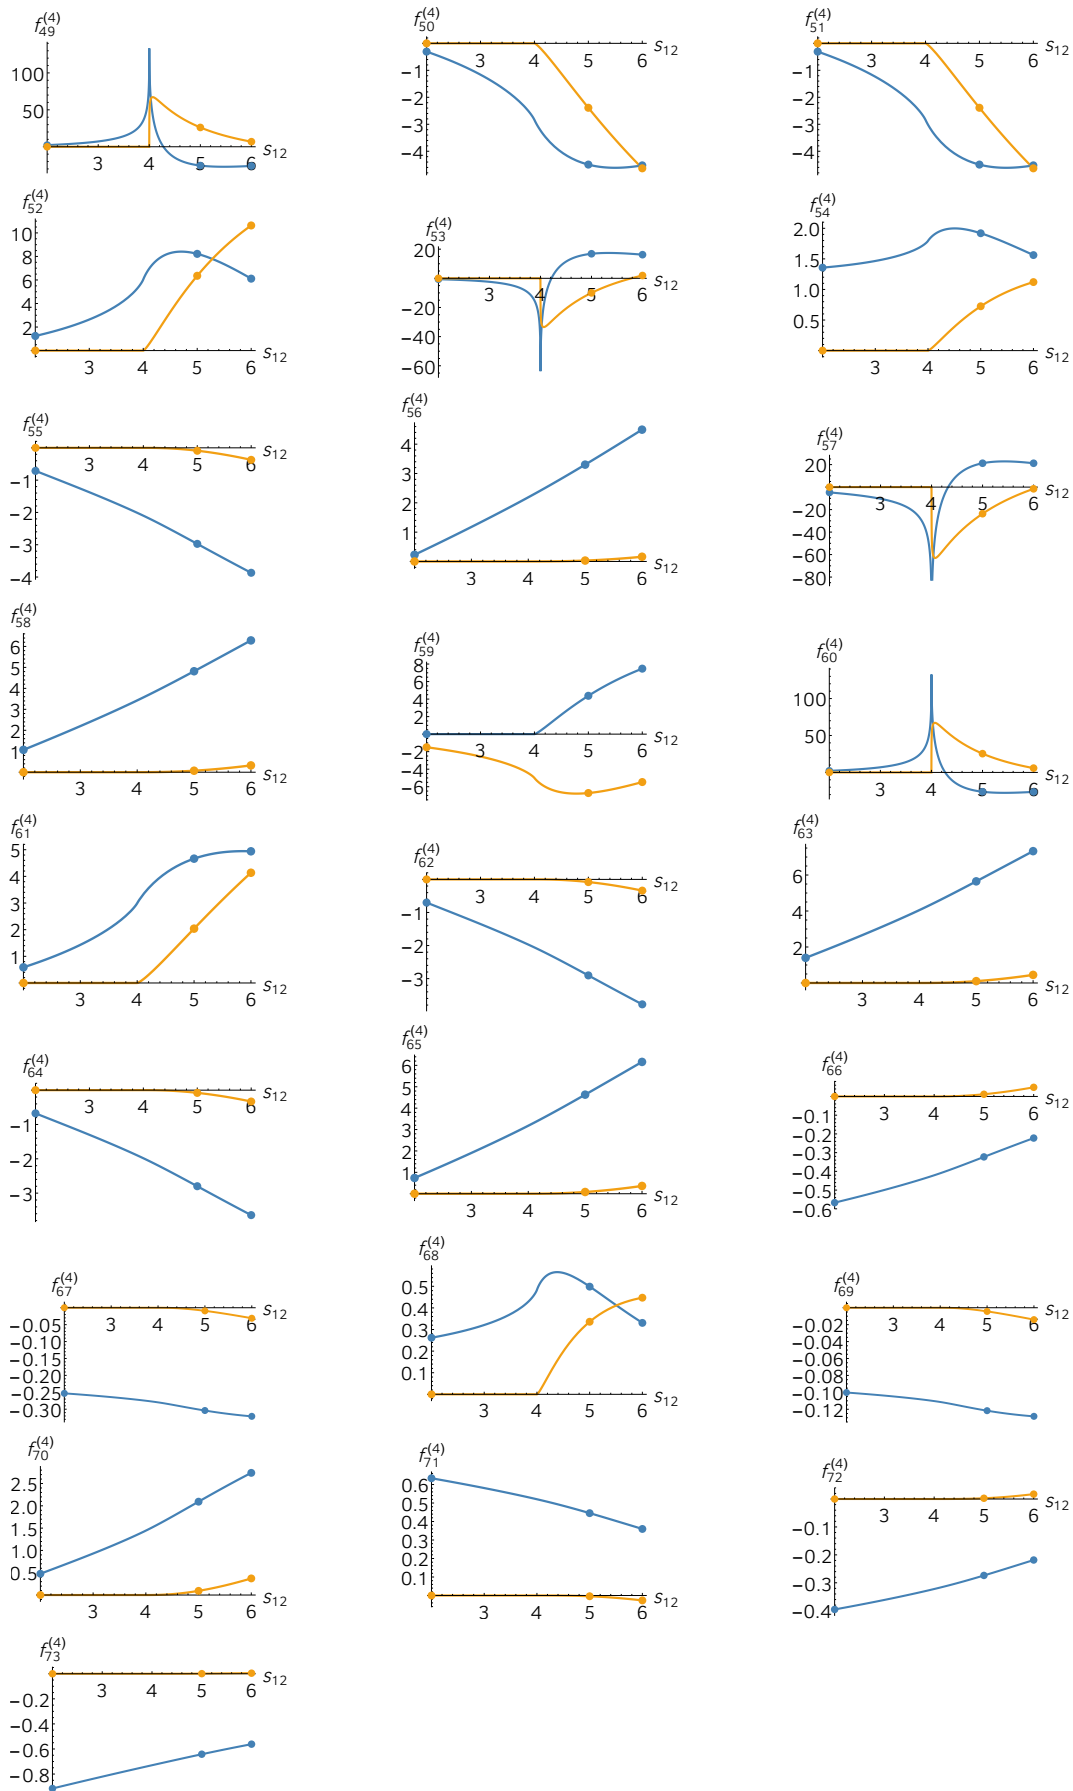 f49(4) f50(4) s12 f51(4) s12
100 3 4 5 6 3 4 5 6
50 −1 −1
−2 −2
3 4 5 6 s12 −3 −3
−4 −4
f52(4) f53(4) f54(4)
10 20 2.0
8 3 4 5 6 s12 1.5
6 −20 1.0
4 −40 0.5
2 −60
3 4 5 6 s12 3 4 5 6 s12
f55(4) f56(4) f57(4)
3 4 5 6 s12 4 20
−1 3 3 4 5 6 s12
−2 2 −20
−3 1 −40
−4 3 4 5 6 s12 −60
−80
f58(4) f59(4) f60(4)
6 8
5 6 100
4 4 50
3 2
2 3 4 5 6 s12 3 4 5 6 s12
1 −2
3 4 5 6 s12 −4
−6
f61(4) f62(4) f63(4)
5 3 4 5 6 s12 6
4 −1 4
3 −2 2
2 −3
1
3 4 5 6 s12 3 4 5 6 s12
f64(4) f65(4) f66(4)
3 4 5 6 s12 6 3 4 5 6 s12
−1 5 −0.1
−2 4 −0.2
−3 3 −0.3
2 −0.4
1 −0.5
3 4 5 6 s12 −0.6
f67(4) f68(4) f69(4)
3 4 5 6 s12 0.5 3 4 5 6 s12
−0.05 0.4 −0.02
−0.10 0.3 −0.04
−0.15 0.2 −0.06
−0.20 0.1 −0.08
−0.25 −0.10
−0.30 3 4 5 6 s12 −0.12
f70(4) f71(4) f72(4)
2.5 0.6 3 4 5 6 s12
2.0 0.5 −0.1
1.5 0.4 −0.2
1.0 0.3 −0.3
0.5 0.2 −0.4
0.1
3 4 5 6 s12 3 4 5 6 s12
f73(4)
3 4 5 6 s12
−0.2
−0.4
−0.6
−0.8